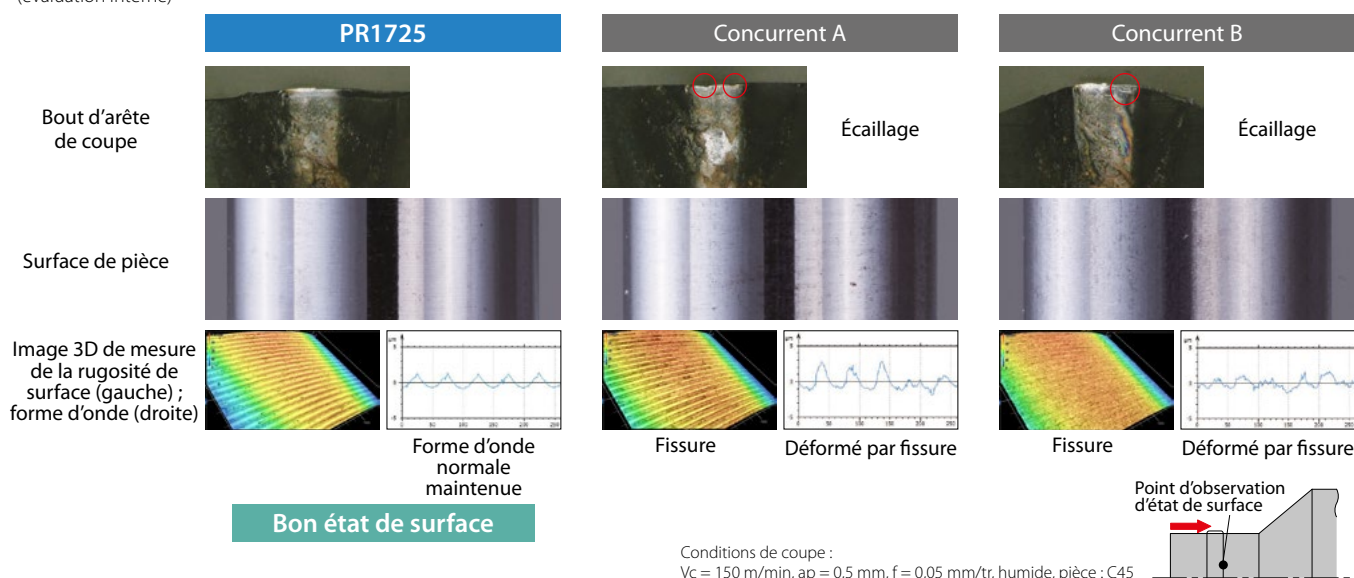 (évaluation interne)
PR1725
Concurrent A
Concurrent B
Bout d'arête
de coupe
Écaillage
Écaillage
Surface de pièce
Image 3D de mesure
de la rugosité de
surface (gauche) ;
forme d'onde (droite)
Forme d'onde
normale
maintenue
Fissure
Déformé par fissure
Fissure
Déformé par fissure
Bon état de surface
Point d'observation
d'état de surface
Conditions de coupe :
Vc = 150 m/min, ap = 0,5 mm, f = 0,05 mm/tr, humide, pièce : C45